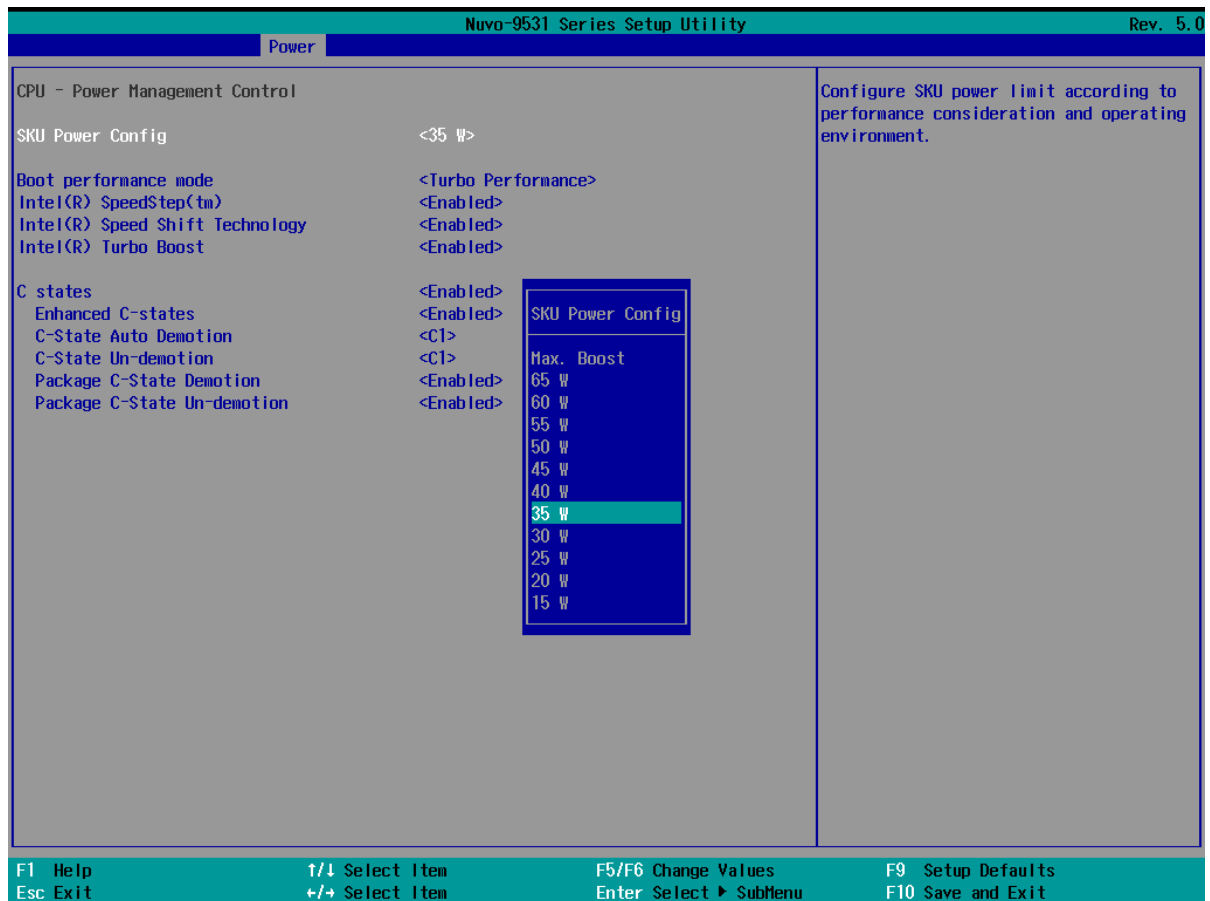 Nuvo-9531 Series Setup Utility Rev. 5.0
Power
CPU - Power Management Control
SKU Power Config <35 W>
Boot performance mode <Turbo Performance>
Intel(R) SpeedStep(tm) <Enabled>
Intel(R) Speed Shift Technology <Enabled>
Intel(R) Turbo Boost <Enabled>
C states <Enabled>
Enhanced C-states <Enabled>
C-State Auto Demotion <C1>
C-State Un-demotion <C1>
Package C-State Demotion <Enabled>
Package C-State Un-demotion <Enabled>
SKU Power Config
Max. Boost
65 W
60 W
55 W
50 W
45 W
40 W
35 W
30 W
25 W
20 W
15 W
Configure SKU power limit according to
performance consideration and operating
environment.
F1 Help ↑/↓ Select Item F5/F6 Change Values F9 Setup Defaults
Esc Exit ←/→ Select Item Enter Select ▶ SubMenu F10 Save and Exit